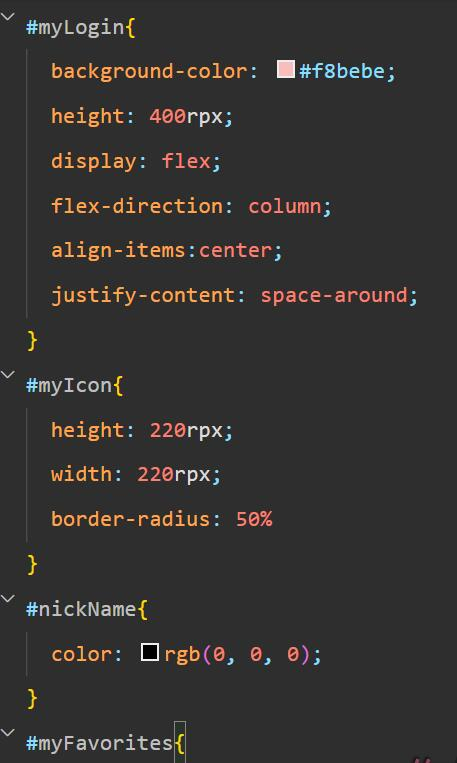 #myLogin{
background-color: #f8bebe;
height: 400rpx;
display: flex;
flex-direction: column;
align-items:center;
justify-content: space-around;
}
#myIcon{
height: 220rpx;
width: 220rpx;
border-radius: 50%
}
#nickName{
color: rgb(0, 0, 0);
}
#myFavorites{